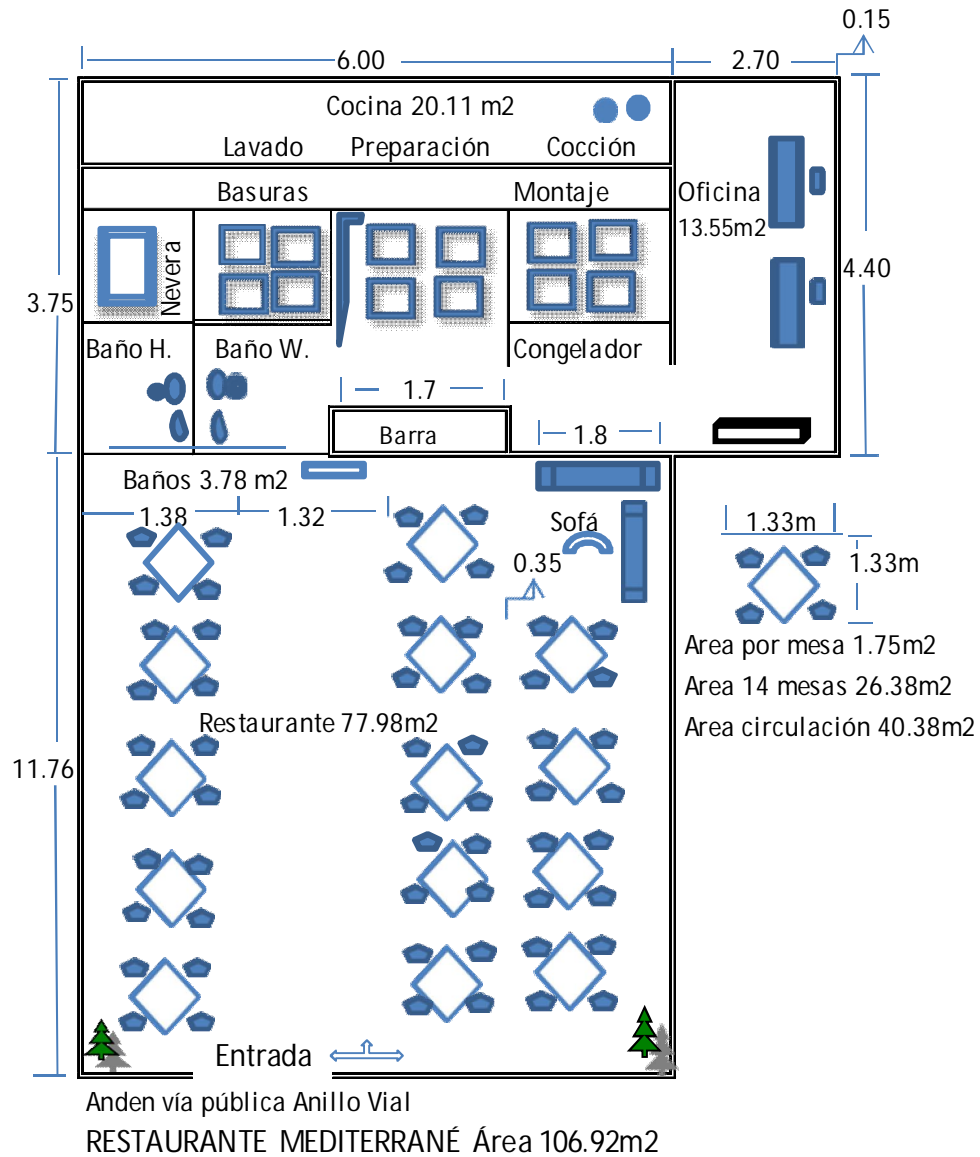 0.15
6.00
2.70
Cocina 20.11 m2
Lavado Preparación Cocción
Basuras Montaje
Oficina
13.55m2
Nevera
4.40
3.75
Baño H. Baño W.
Congelador
1.7
Barra
1.8
Baños 3.78 m2
1.38
1.32
Sofá
0.35
1.33m
1.33m
Area por mesa 1.75m2
Area 14 mesas 26.38m2
Area circulación 40.38m2
Restaurante 77.98m2
11.76
Entrada
Anden vía pública Anillo Vial
RESTAURANTE MEDITERRANÉ Área 106.92m2